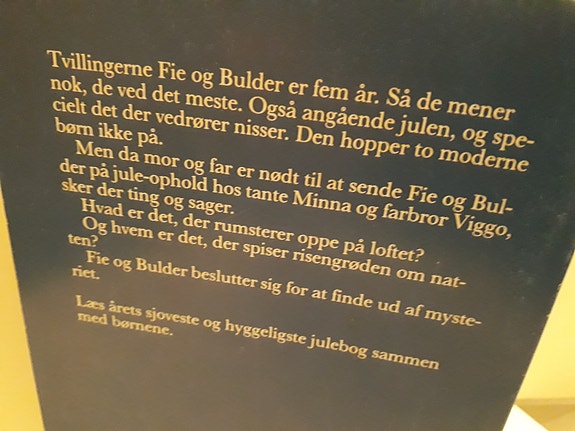 Tvillingerne Fie og Bulder er fem år. Så de mener
nok, de ved det meste. Også angående julen, og spe-
cielt det der vedrører nisser. Den hopper to moderne
børn ikke på.
Men da mor og far er nødt til at sende Fie og Bul-
der på jule-ophold hos tante Minna og farbror Viggo,
sker der ting og sager.
Hvad er det, der rumsterer oppe på loftet?
Og hvem er det, der spiser risengrøden om nat-
ten?
Fie og Bulder beslutter sig for at finde ud af myste-
riet.
Læs årets sjoveste og hyggeligste julebog sammen
med børnene.